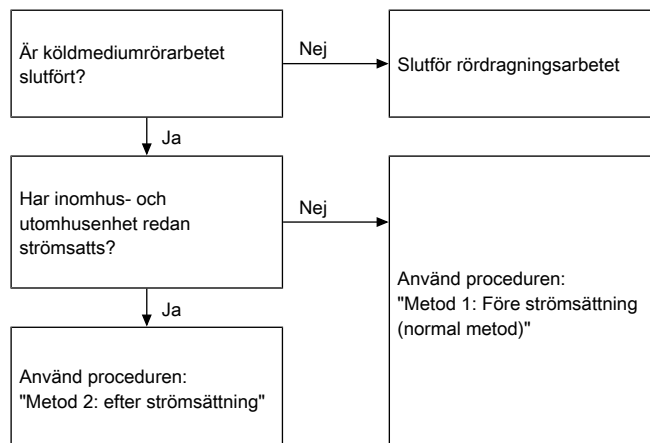 Är köldmediumrörarbetet
slutfört?
Nej
Slutför rördragningsarbetet
Ja
Har inomhus- och
utomhusenhet redan
strömsatts?
Nej
Använd proceduren:
"Metod 1: Före strömsättning
(normal metod)"
Ja
Använd proceduren:
"Metod 2: efter strömsättning"